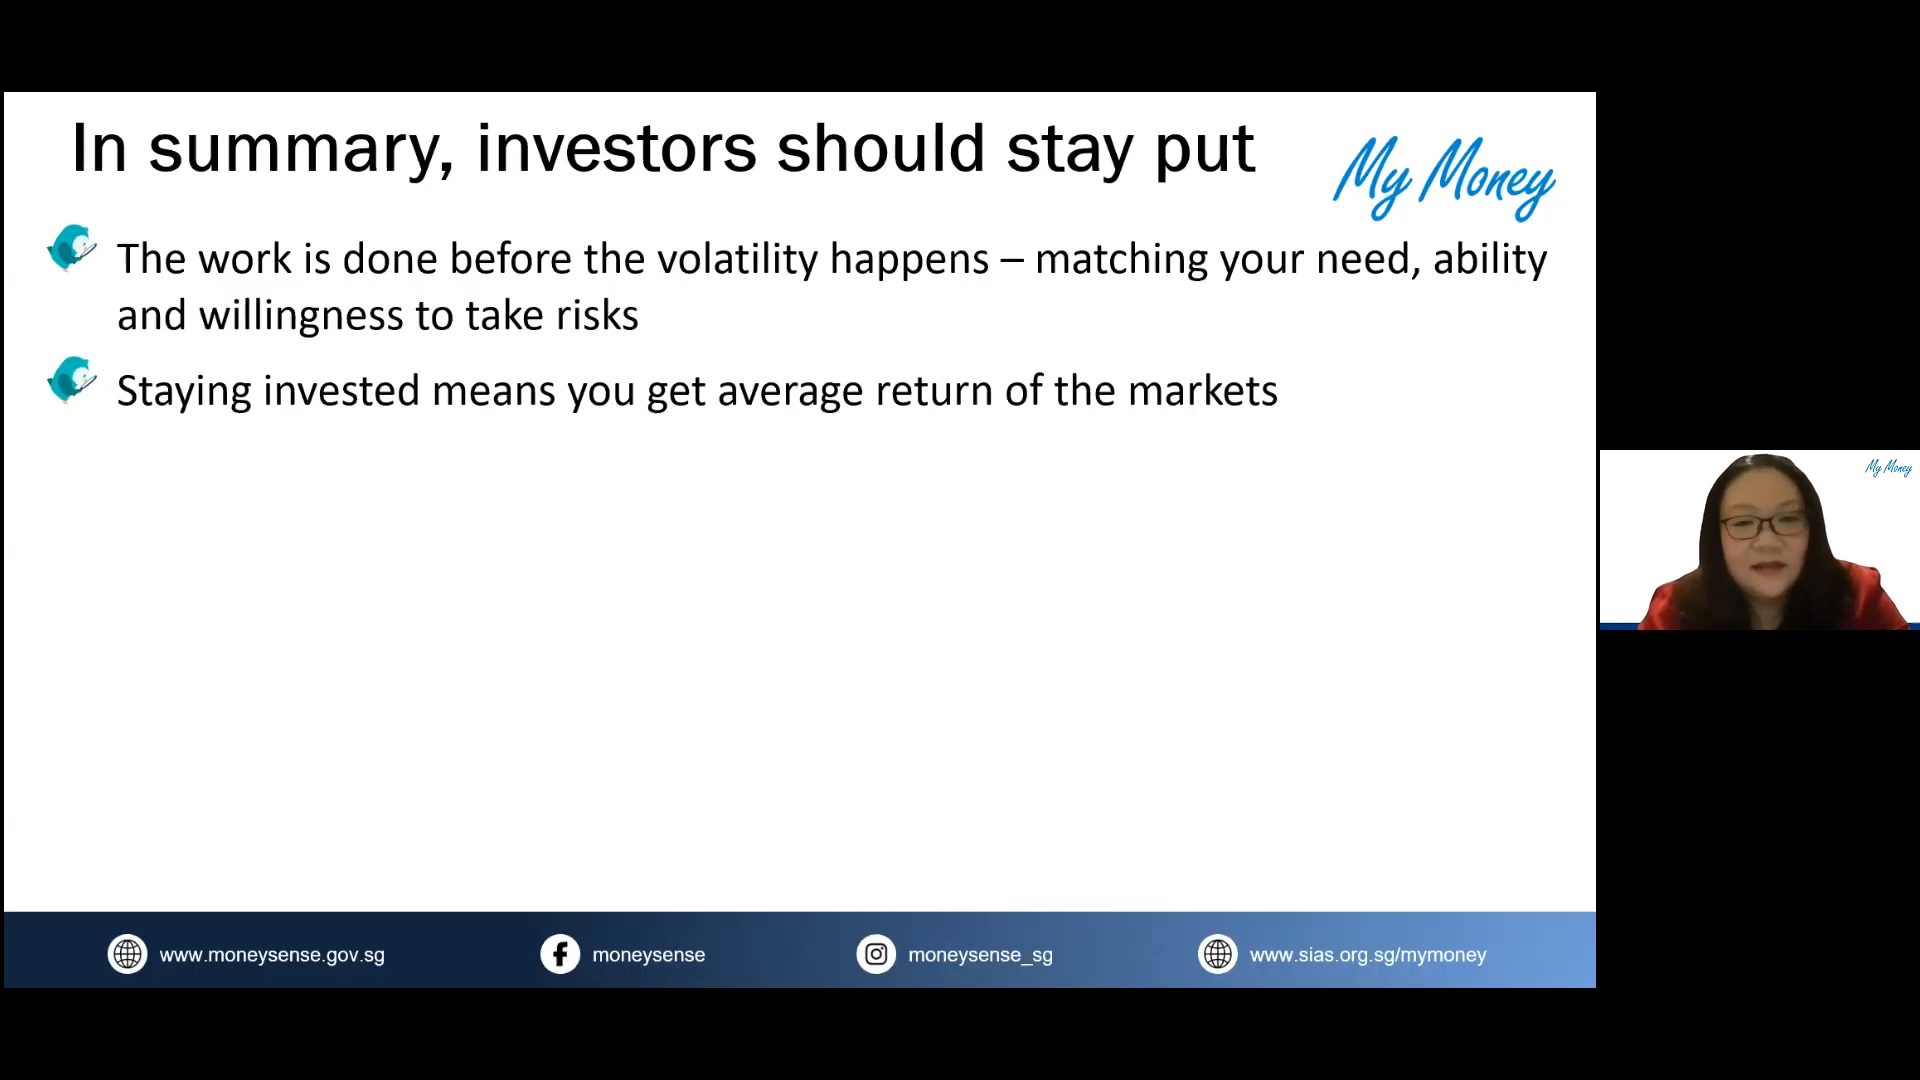 In summary, investors should stay put
My Money
The work is done before the volatility happens – matching your need, ability
and willingness to take risks
Staying invested means you get average return of the markets
My Money
www.moneysense.gov.sg
moneysense
moneysense_sg
www.sias.org.sg/mymoney